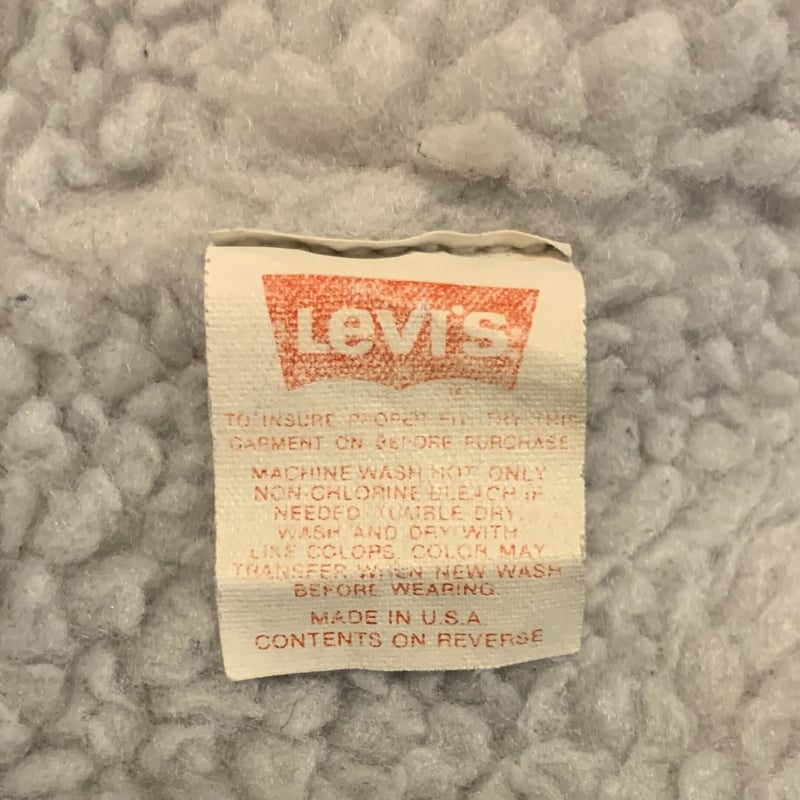 Levi's
TO INSURE PROPER FIT TRY THIS
GARMENT ON BEFORE PURCHASE
MACHINE WASH HOT ONLY
NON-CHLORINE BLEACH IF
NEEDED. TUMBLE DRY.
WASH AND DRY WITH
LIKE COLORS. COLOR MAY
TRANSFER WHEN NEW WASH
BEFORE WEARING.
MADE IN U.S.A
CONTENTS ON REVERSE